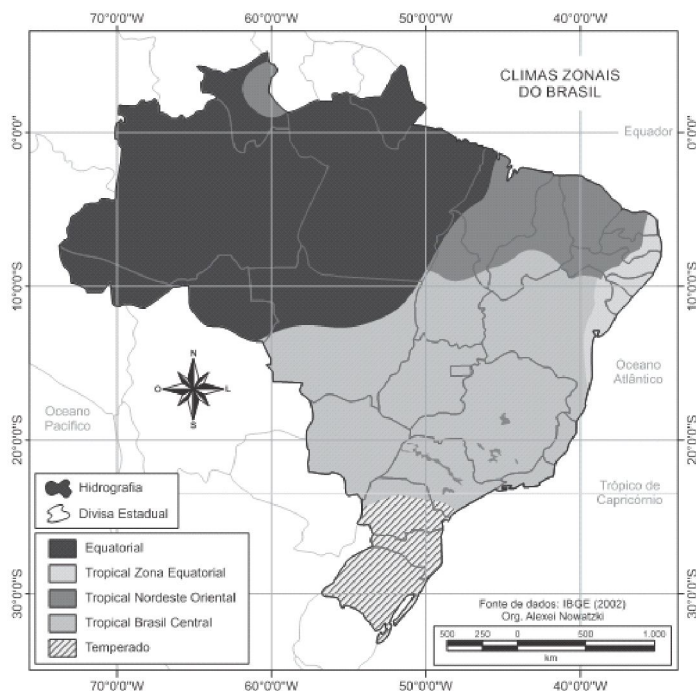 70°0'0"W 60°0'0"W 50°0'0"W 40°0'0"W
CLIMAS ZONAIS
DO BRASIL
0°0'0" Equador 0°0'0"
10°0'0"S 10°0'0"S
N
O L
S
Oceano
Atlântico
Oceano
Pacífico
20°0'0"S 20°0'0"S
Trópico de
Capricórnio
Hidrografia
Divisa Estadual
Equatorial
Tropical Zona Equatorial
Tropical Nordeste Oriental
Tropical Brasil Central
Temperado
30°0'0"S 30°0'0"S
Fonte de dados: IBGE (2002)
Org. Alexei Nowatzki
500 250 0 500 1.000
km
70°0'0"W 60°0'0"W 50°0'0"W 40°0'0"W